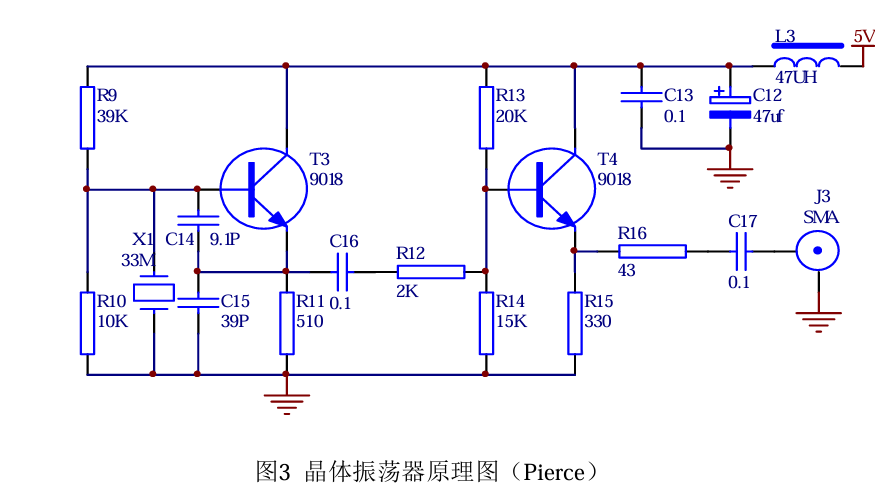 L3
5V
47UH
R9
39K
R13
20K
C13
0.1
+
C12
47uf
T3
9018
T4
9018
J3
SMA
X1
33M
C14
9.1P
C16
0.1
R12
2K
R16
43
C17
0.1
R10
10K
C15
39P
R11
510
R14
15K
R15
330
图3 晶体振荡器原理图（Pierce）